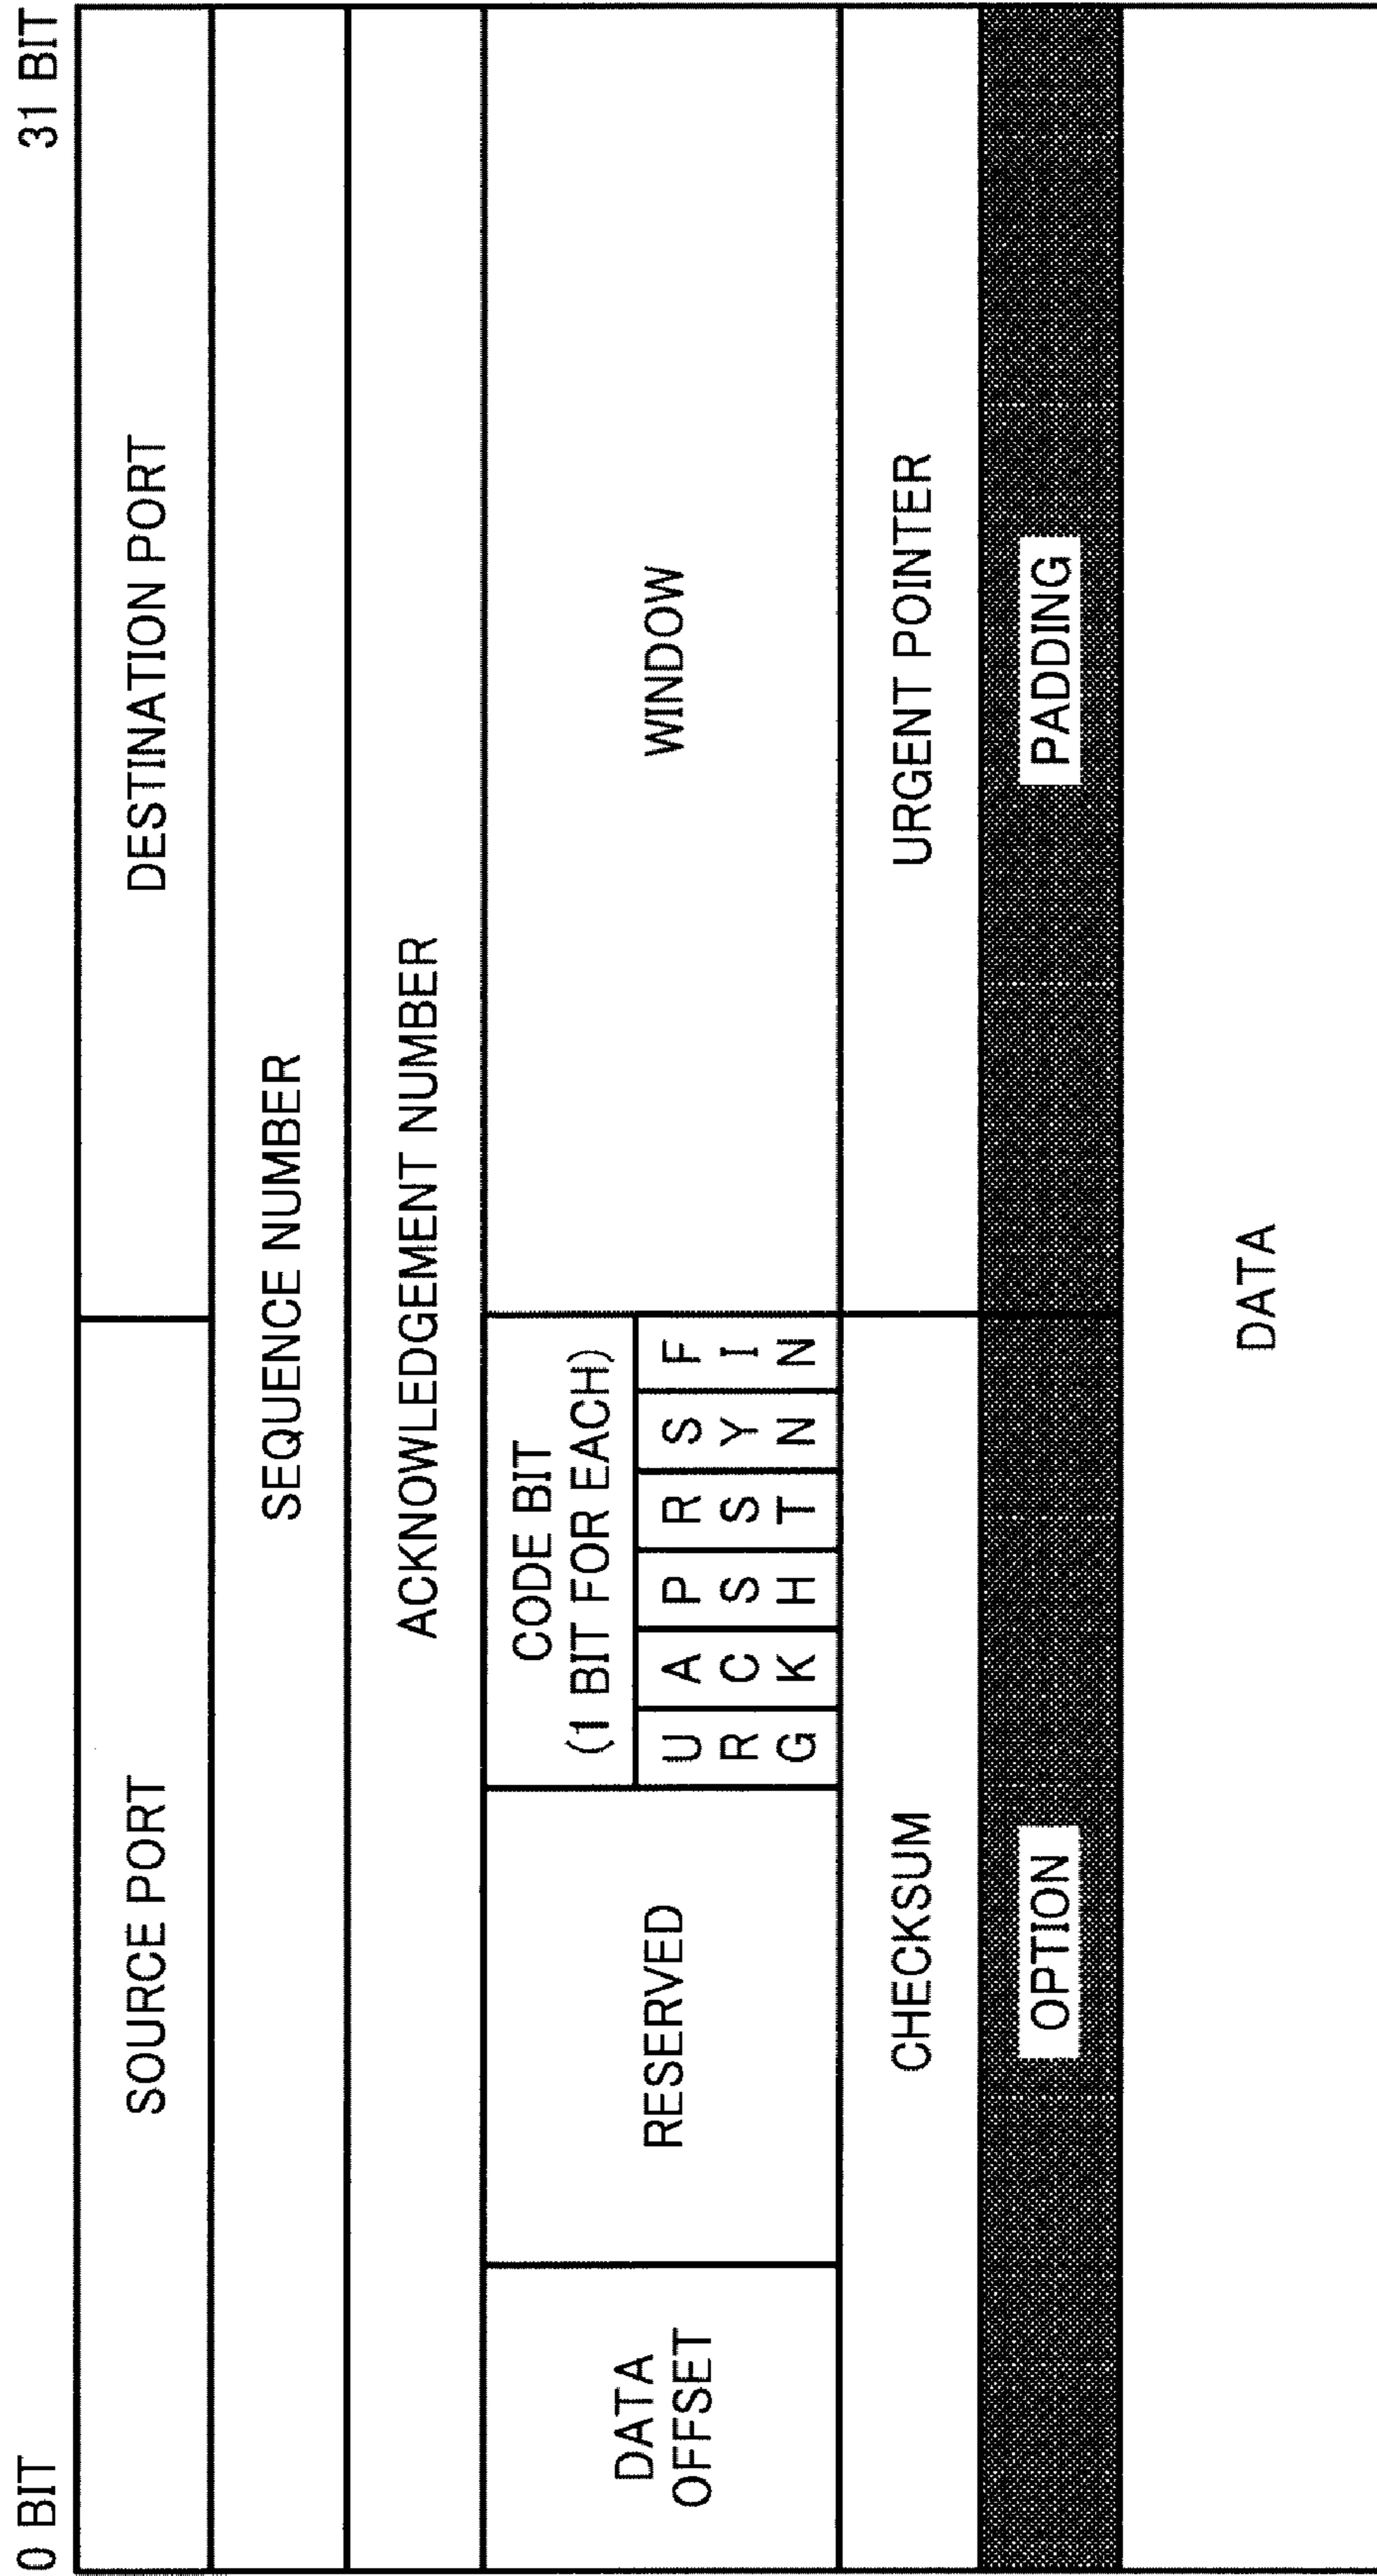 0 BIT
31 BIT
SOURCE PORT
DESTINATION PORT
SEQUENCE NUMBER
ACKNOWLEDGEMENT NUMBER
DATA
OFFSET
RESERVED
CODE BIT
(1 BIT FOR EACH)
URG
ACK
PSH
RST
SYN
FIN
WINDOW
CHECKSUM
URGENT POINTER
OPTION
PADDING
DATA